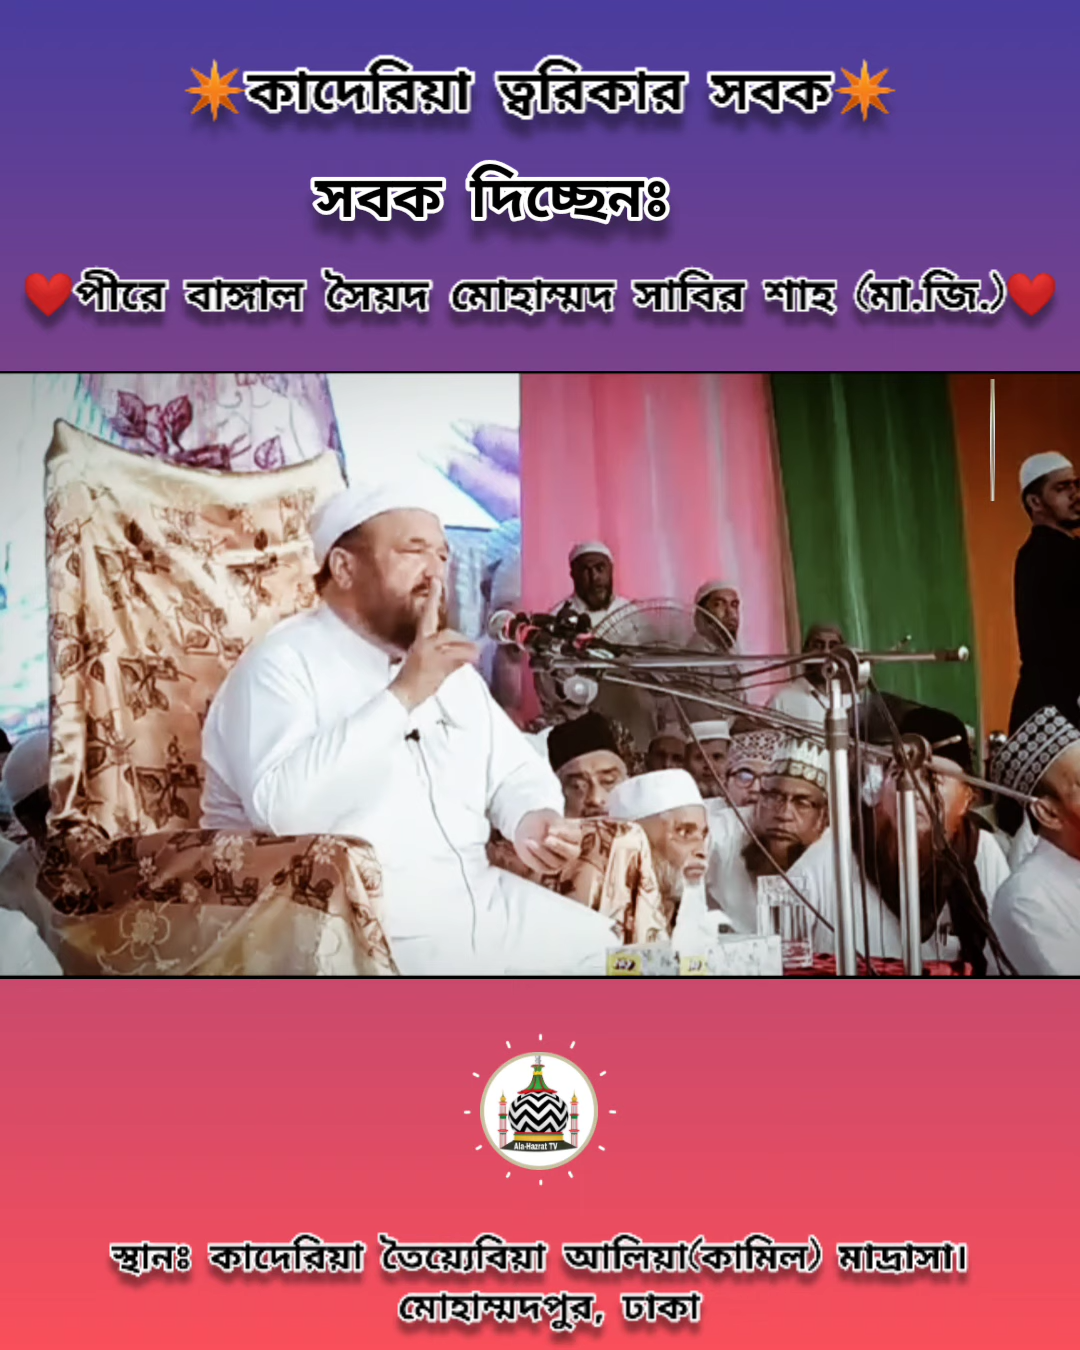 কাদেরিয়া ত্বরিকার সবক
সবক দিচ্ছেনঃ
পীরে বাঙ্গাল সৈয়দ মোহাম্মদ সাবির শাহ (মা.জি.)
Ala-Hazrat TV
স্থানঃ কাদেরিয়া তৈয়্যেবিয়া আলিয়া(কামিল) মাদ্রাসা।
মোহাম্মদপুর, ঢাকা